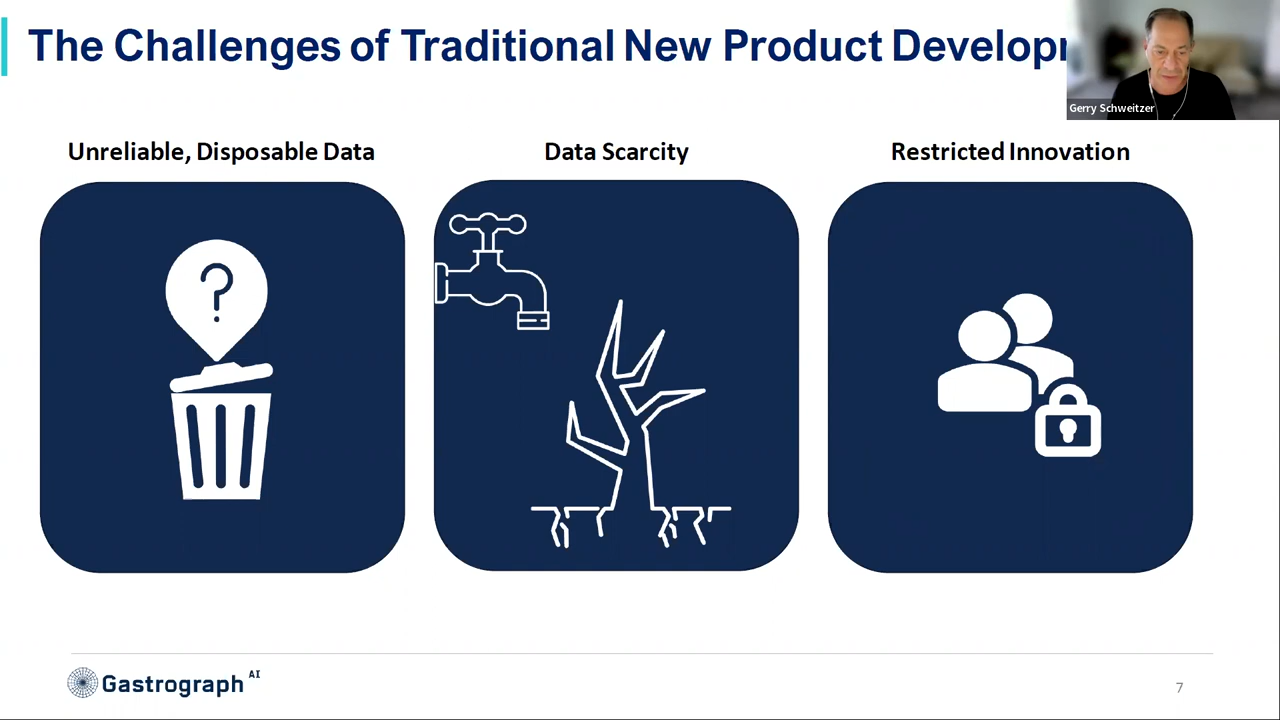 The Challenges of Traditional New Product Develop
Gerry Schweitzer
Unreliable, Disposable Data
Data Scarcity
Restricted Innovation
?
Gastrograph AI
7